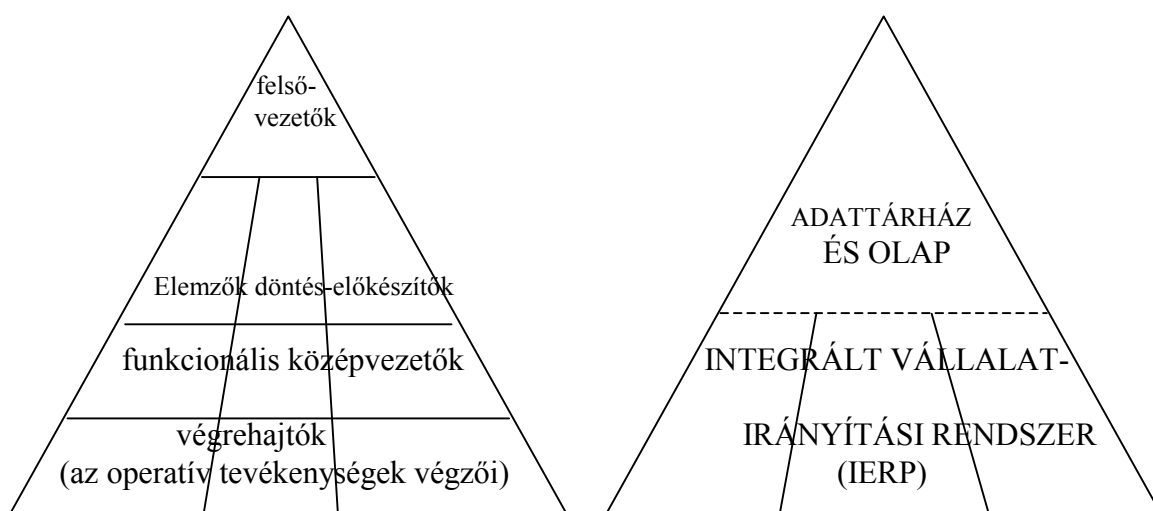 felső-
vezetők
Elemzők döntés-előkészítők
funkcionális középvezetők
végrehajtók
(az operatív tevékenységek végzői)
ADATTÁRHÁZ
ÉS OLAP
INTEGRÁLT VÁLLALAT-
IRÁNYÍTÁSI RENDSZER
(IERP)